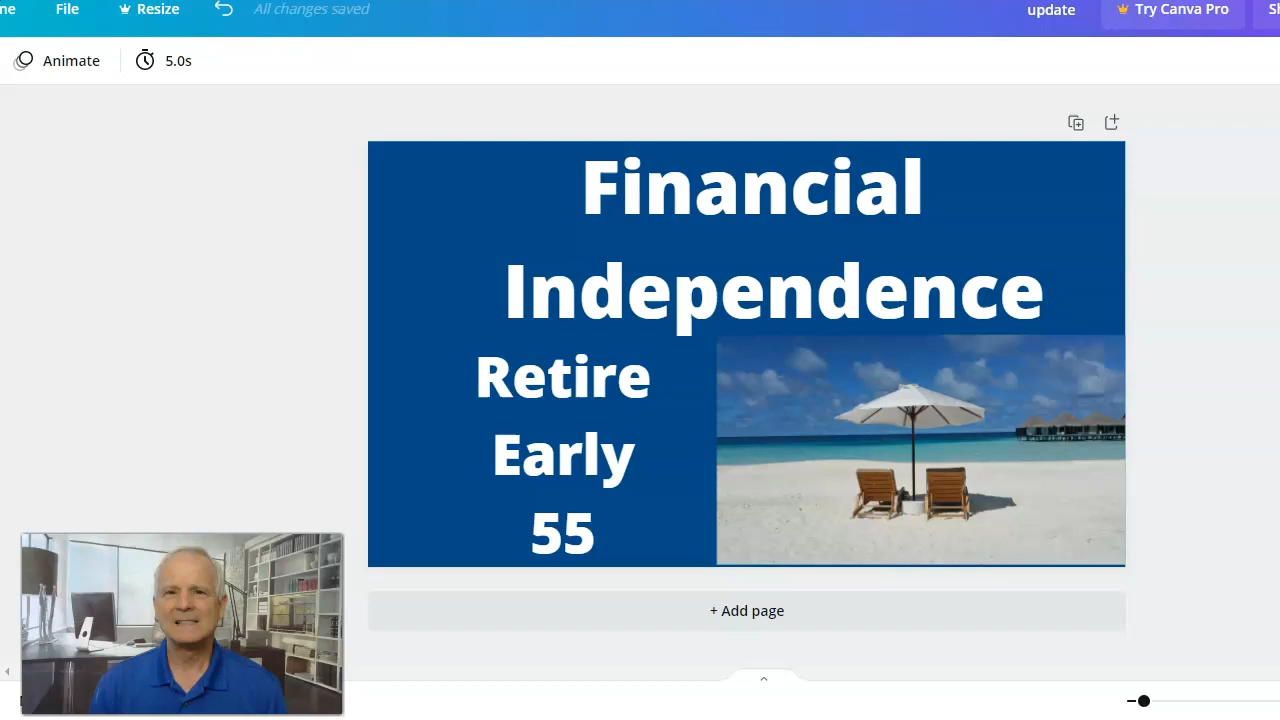 File Resize All changes saved update Try Canva Pro
Animate 5.0s
Financial
Independence
Retire
Early
55
+ Add page